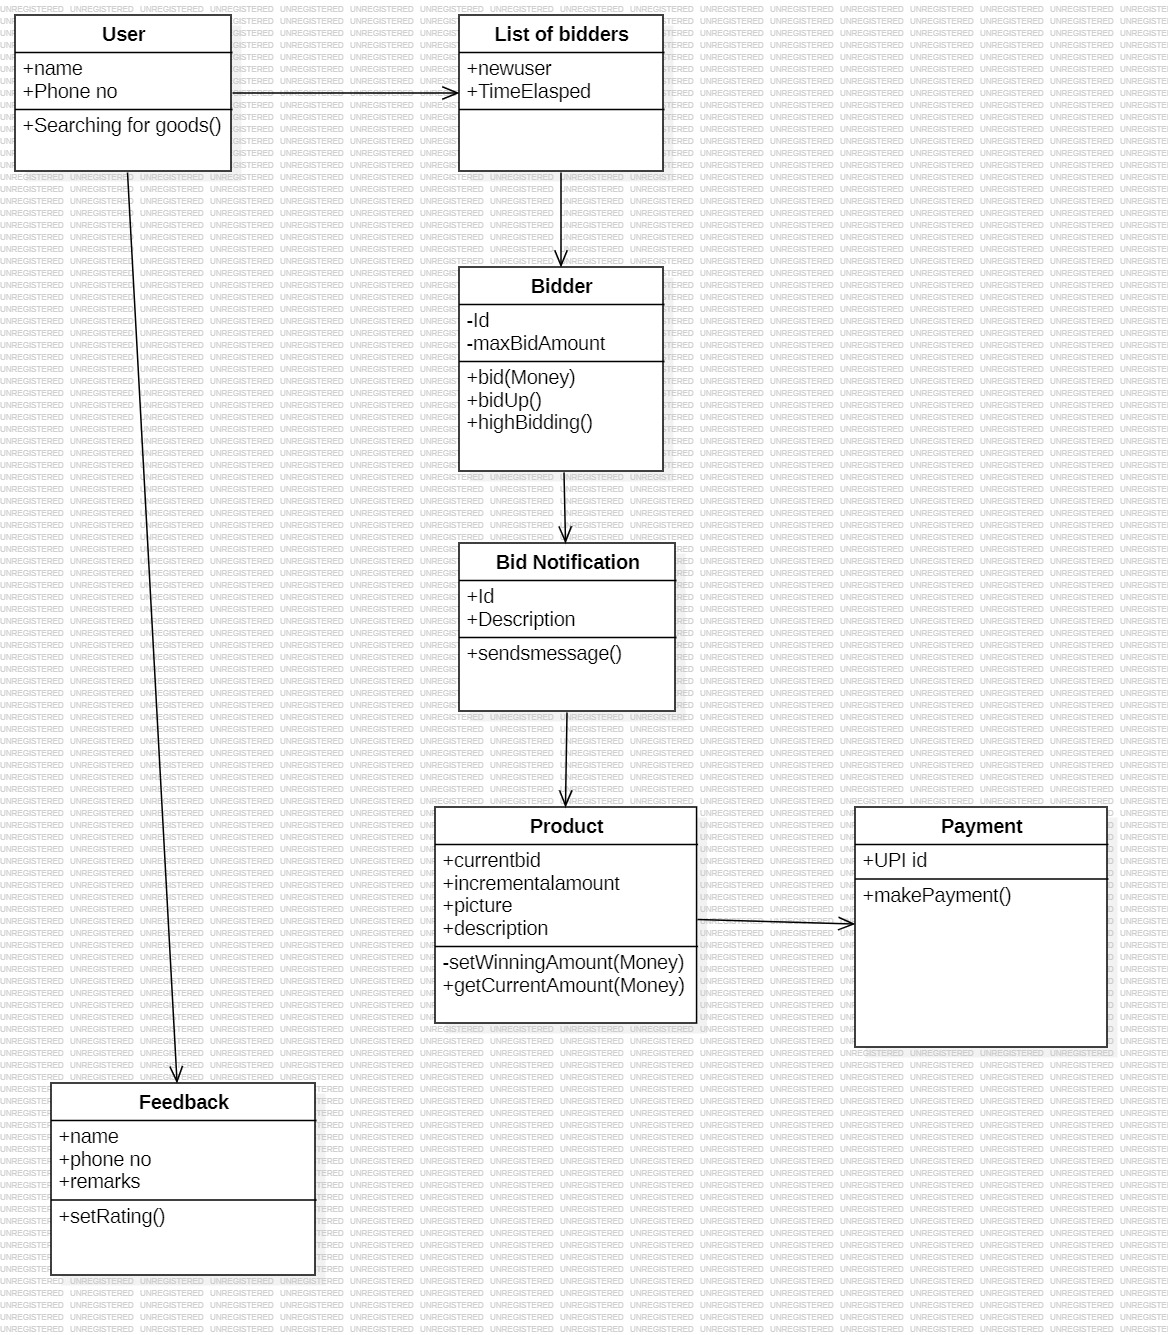 User
+name
+Phone no
+Searching for goods()
List of bidders
+newuser
+TimeElasped
Bidder
-Id
-maxBidAmount
+bid(Money)
+bidUp()
+highBidding()
Bid Notification
+Id
+Description
+sendsmessage()
Product
+currentbid
+incrementalamount
+picture
+description
-setWinningAmount(Money)
+getCurrentAmount(Money)
Payment
+UPI id
+makePayment()
Feedback
+name
+phone no
+remarks
+setRating()
UNREGISTERED